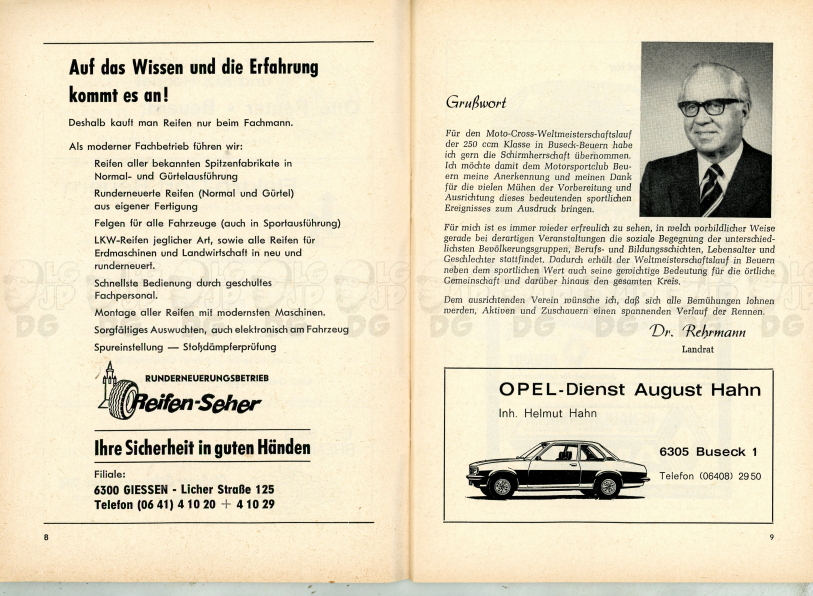 Auf das Wissen und die Erfahrung
kommt es an!
Deshalb kauft man Reifen nur beim Fachmann.
Als moderner Fachbetrieb führen wir:
Reifen aller bekannten Spitzenfabrikate in
Normal- und Gürtelausführung
Runderneuerte Reifen (Normal und Gürtel)
aus eigener Fertigung
Felgen für alle Fahrzeuge (auch in Sportausführung)
LKW-Reifen jeglicher Art, sowie alle Reifen für
Erdmaschinen und Landwirtschaft in neu und
runderneuert.
Schnellste Bedienung durch geschultes
Fachpersonal.
Montage aller Reifen mit modernsten Maschinen.
Sorgfältiges Auswuchten, auch elektronisch am Fahrzeug
Spureinstellung — Stoßdämpferprüfung
RUNDERNEUERUNGSBETRIEB
Reifen-Seher
Ihre Sicherheit in guten Händen
Filiale:
6300 GIESSEN - Licher Straße 125
Telefon (06 41) 4 10 20 + 4 10 29
8
Grußwort
Für den Moto-Cross-Weltmeisterschaftslauf
der 250 ccm Klasse in Buseck-Beuern habe
ich gern die Schirmherrschaft übernommen.
Ich möchte damit dem Motorsportclub Beu-
ern meine Anerkennung und meinen Dank
für die vielen Mühen der Vorbereitung und
Ausrichtung dieses bedeutenden sportlichen
Ereignisses zum Ausdruck bringen.
Für mich ist es immer wieder erfreulich zu sehen, in welch vorbildlicher Weise
gerade bei derartigen Veranstaltungen die soziale Begegnung der unterschied-
lichsten Bevölkerungsgruppen, Berufs- und Bildungsschichten, Lebensalter und
Geschlechter stattfindet. Dadurch erhält der Weltmeisterschaftslauf in Beuern
neben dem sportlichen Wert auch seine gewichtige Bedeutung für die örtliche
Gemeinschaft und darüber hinaus den gesamten Kreis.
Dem ausrichtenden Verein wünsche ich, daß sich alle Bemühungen lohnen
werden, Aktiven und Zuschauern einen spannenden Verlauf der Rennen.
Dr. Rehrmann
Landrat
OPEL-Dienst August Hahn
Inh. Helmut Hahn
6305 Buseck 1
Telefon (06408) 29 50
9
LG JP DG